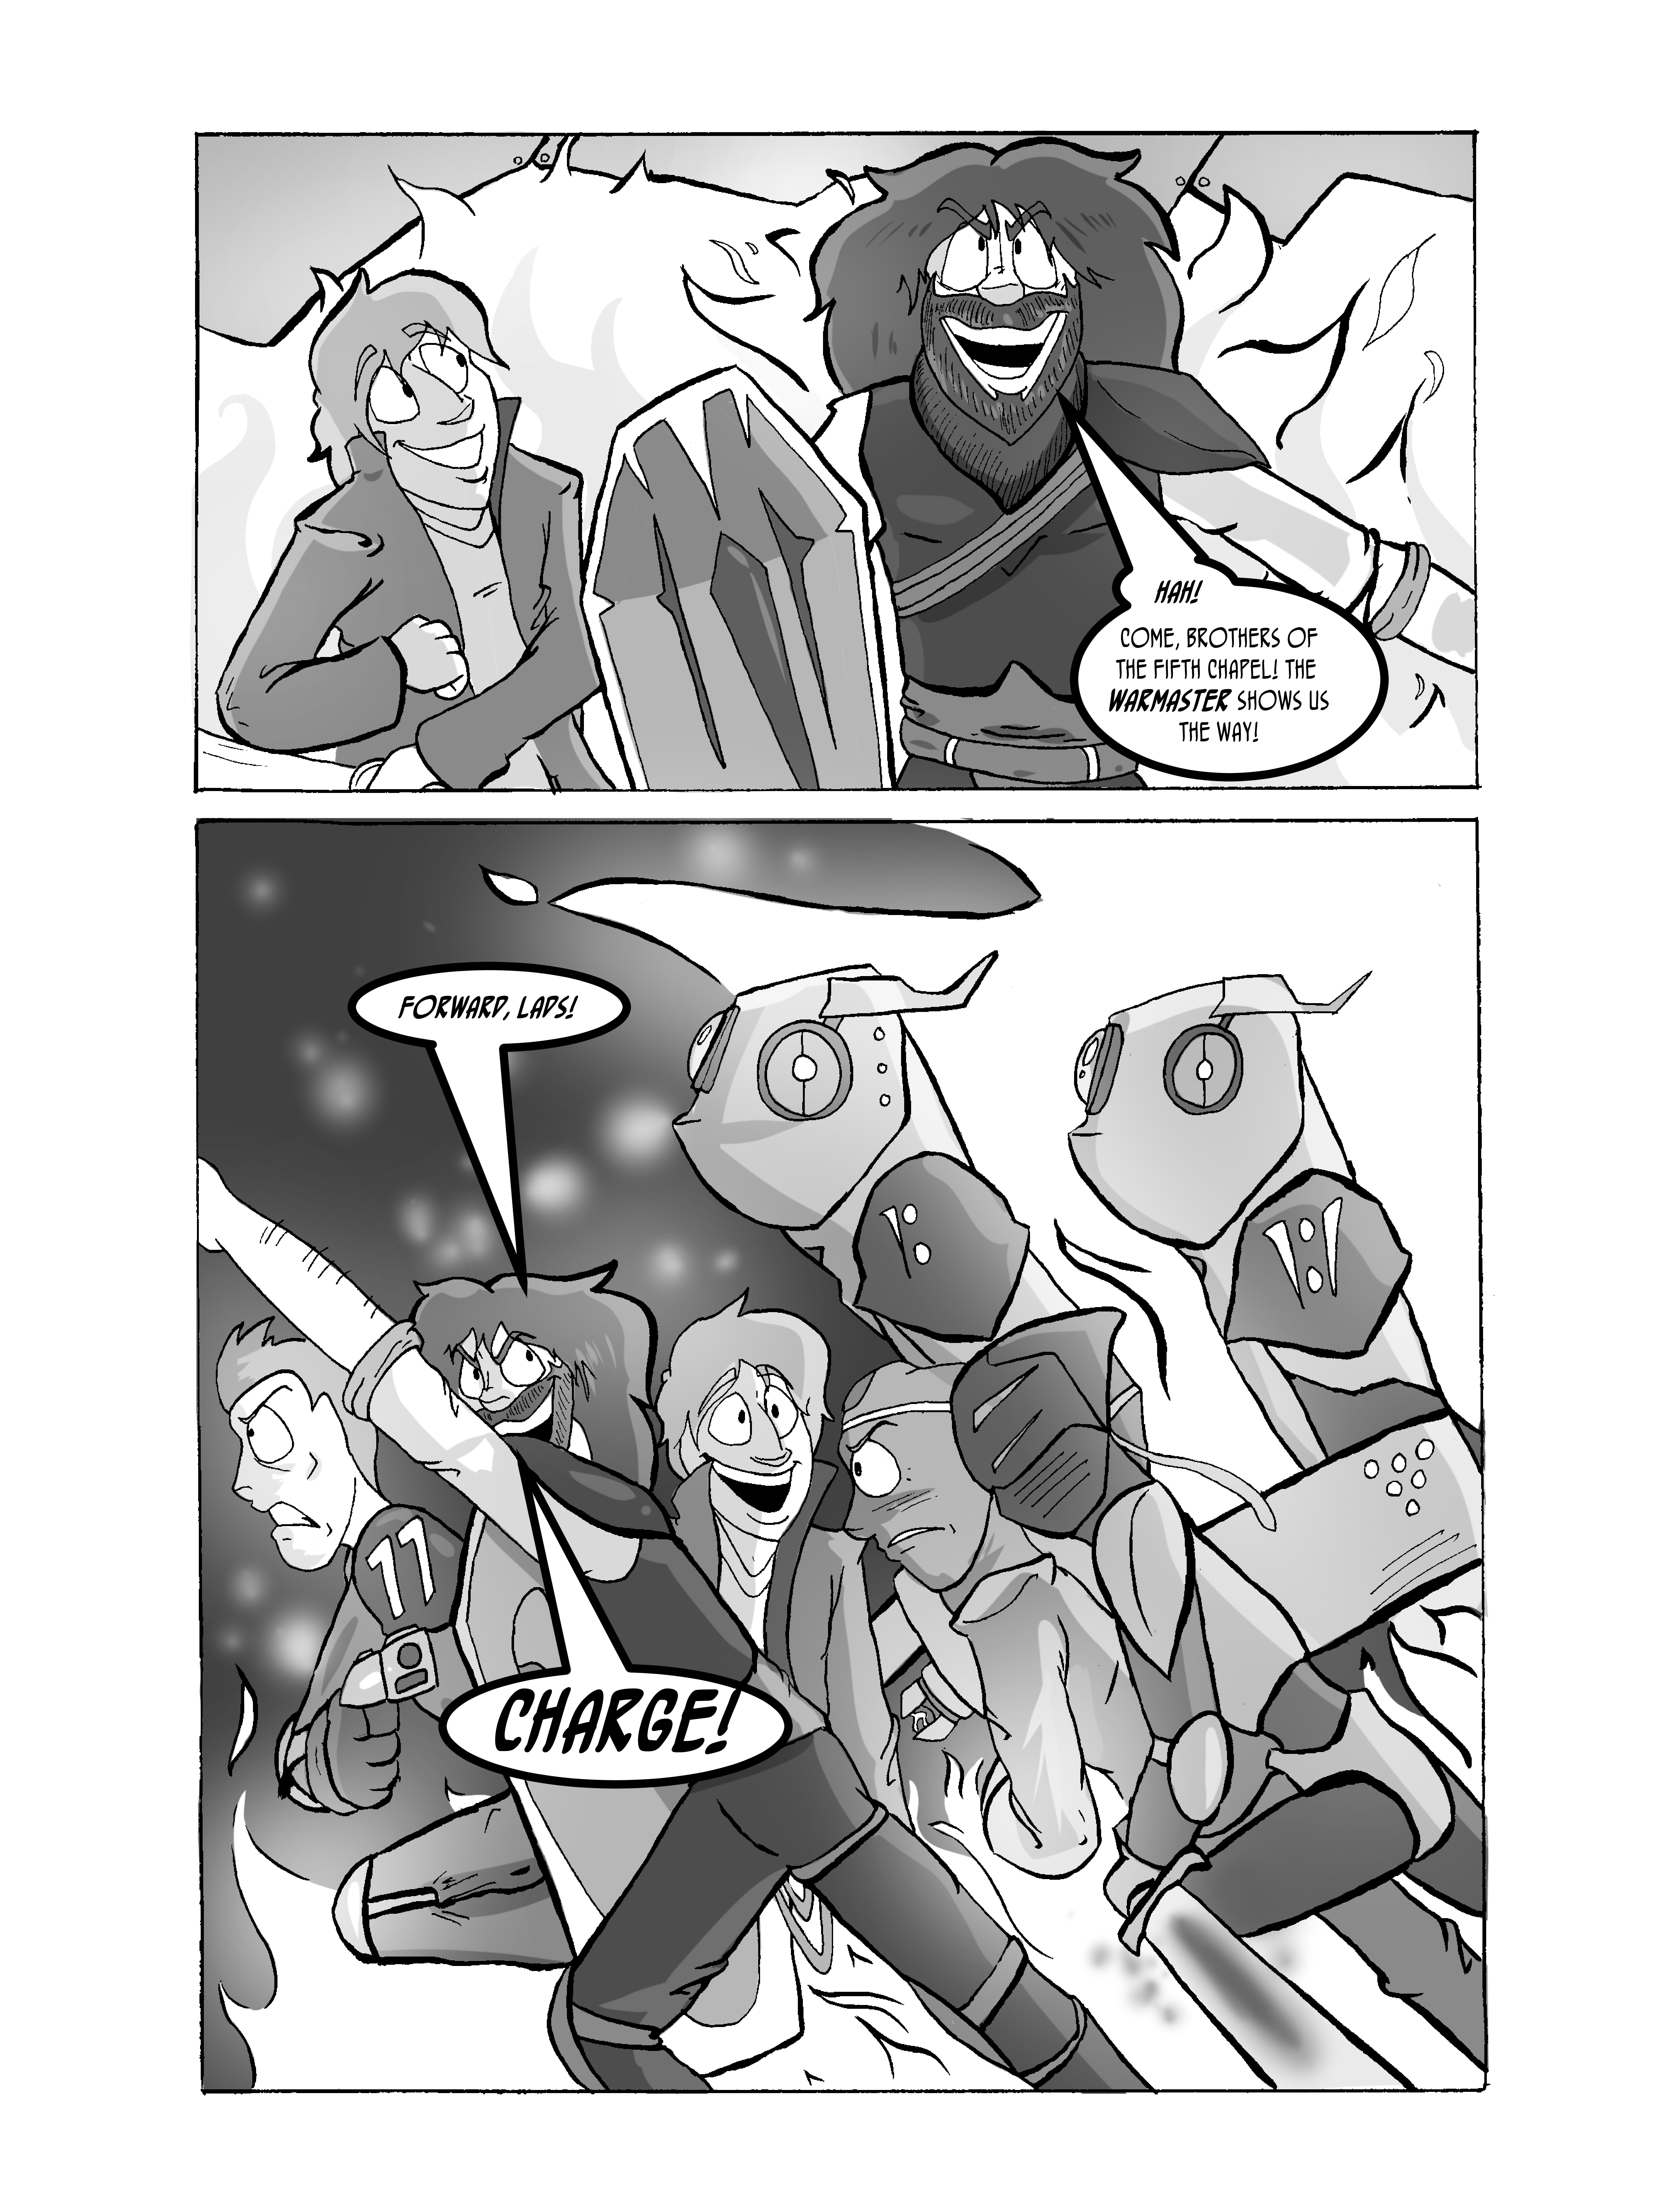 HAH!
COME, BROTHERS OF
THE FIFTH CHAPEL! THE
WARMASTER SHOWS US
THE WAY!
FORWARD, LADS!
11
CHARGE!